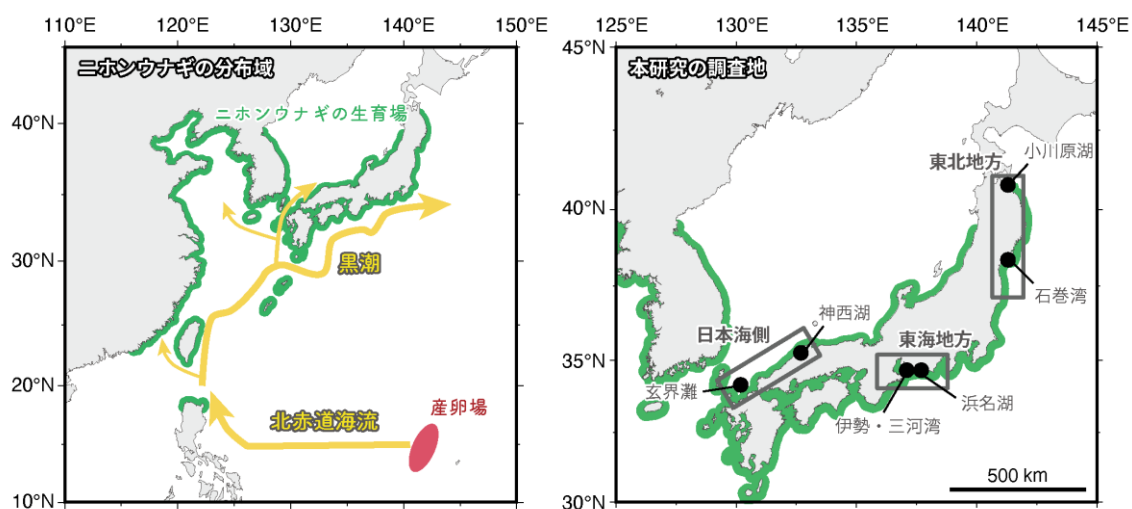 110°E 120°E 130°E 140°E 150°E
40°N
30°N
20°N
10°N
ニホンウナギの分布域
ニホンウナギの生育場
黒潮
北赤道海流
産卵場
125°E 130°E 135°E 140°E 145°E
45°N
40°N
35°N
30°N
本研究の調査地
小川原湖
東北地方
石巻湾
神西湖
日本海側
東海地方
玄界灘
浜名湖
伊勢・三河湾
500 km